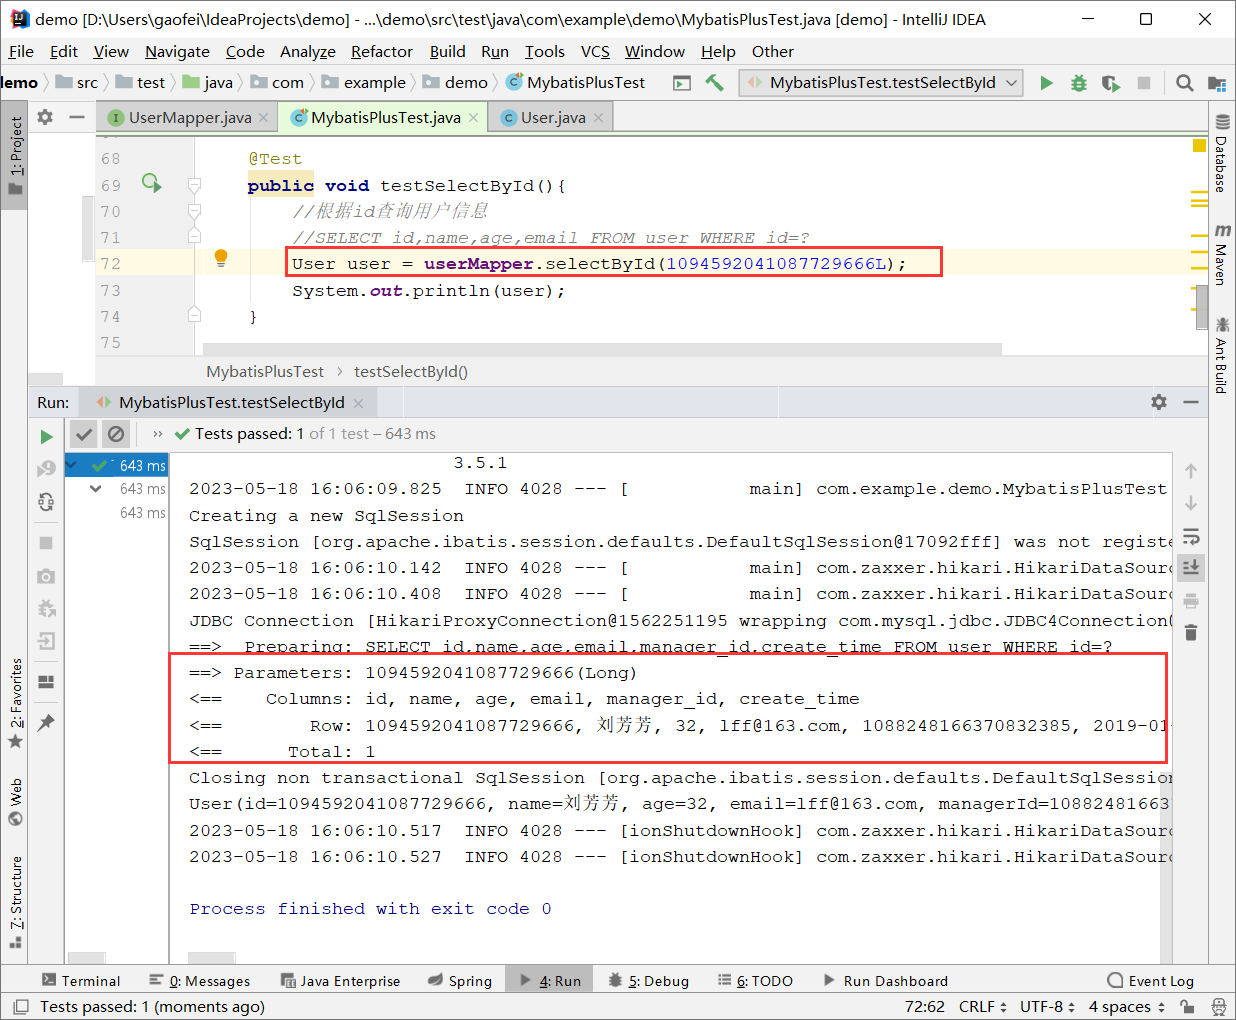 demo [D:\Users\gaofei\IdeaProjects\demo] - ...\demo\src\test\java\com\example\demo\MybatisPlusTest.java [demo] - IntelliJ IDEA
File Edit View Navigate Code Analyze Refactor Build Run Tools VCS Window Help Other
lemo src test java com example demo MybatisPlusTest MybatisPlusTest.testSelectById
1: Project
UserMapper.java MybatisPlusTest.java User.java
68 @Test
69 public void testSelectById(){
70 //根据id查询用户信息
71 //SELECT id,name,age,email FROM user WHERE id=?
72 User user = userMapper.selectById(1094592041087729666L);
73 System.out.println(user);
74 }
75
MybatisPlusTest › testSelectById()
Database
Maven
Ant Build
Run: MybatisPlusTest.testSelectById
Tests passed: 1 of 1 test – 643 ms
643 ms
643 ms
643 ms
3.5.1
2023-05-18 16:06:09.825 INFO 4028 --- [ main] com.example.demo.MybatisPlusTest
Creating a new SqlSession
SqlSession [org.apache.ibatis.session.defaults.DefaultSqlSession@17092fff] was not registe
2023-05-18 16:06:10.142 INFO 4028 --- [ main] com.zaxxer.hikari.HikariDataSour
2023-05-18 16:06:10.408 INFO 4028 --- [ main] com.zaxxer.hikari.HikariDataSour
JDBC Connection [HikariProxyConnection@1562251195 wrapping com.mysql.jdbc.JDBC4Connection@
==> Preparing: SELECT id,name,age,email,manager_id,create_time FROM user WHERE id=?
==> Parameters: 1094592041087729666(Long)
<== Columns: id, name, age, email, manager_id, create_time
<== Row: 1094592041087729666, 刘芳芳, 32, lff@163.com, 1088248166370832385, 2019-01-
<== Total: 1
Closing non transactional SqlSession [org.apache.ibatis.session.defaults.DefaultSqlSession
User(id=1094592041087729666, name=刘芳芳, age=32, email=lff@163.com, managerId=108824816637
2023-05-18 16:06:10.517 INFO 4028 --- [ionShutdownHook] com.zaxxer.hikari.HikariDataSour
2023-05-18 16:06:10.527 INFO 4028 --- [ionShutdownHook] com.zaxxer.hikari.HikariDataSour
Process finished with exit code 0
2: Favorites
Web
7: Structure
Terminal 0: Messages Java Enterprise Spring 4: Run 5: Debug 6: TODO Run Dashboard Event Log
Tests passed: 1 (moments ago) 72:62 CRLF UTF-8 4 spaces